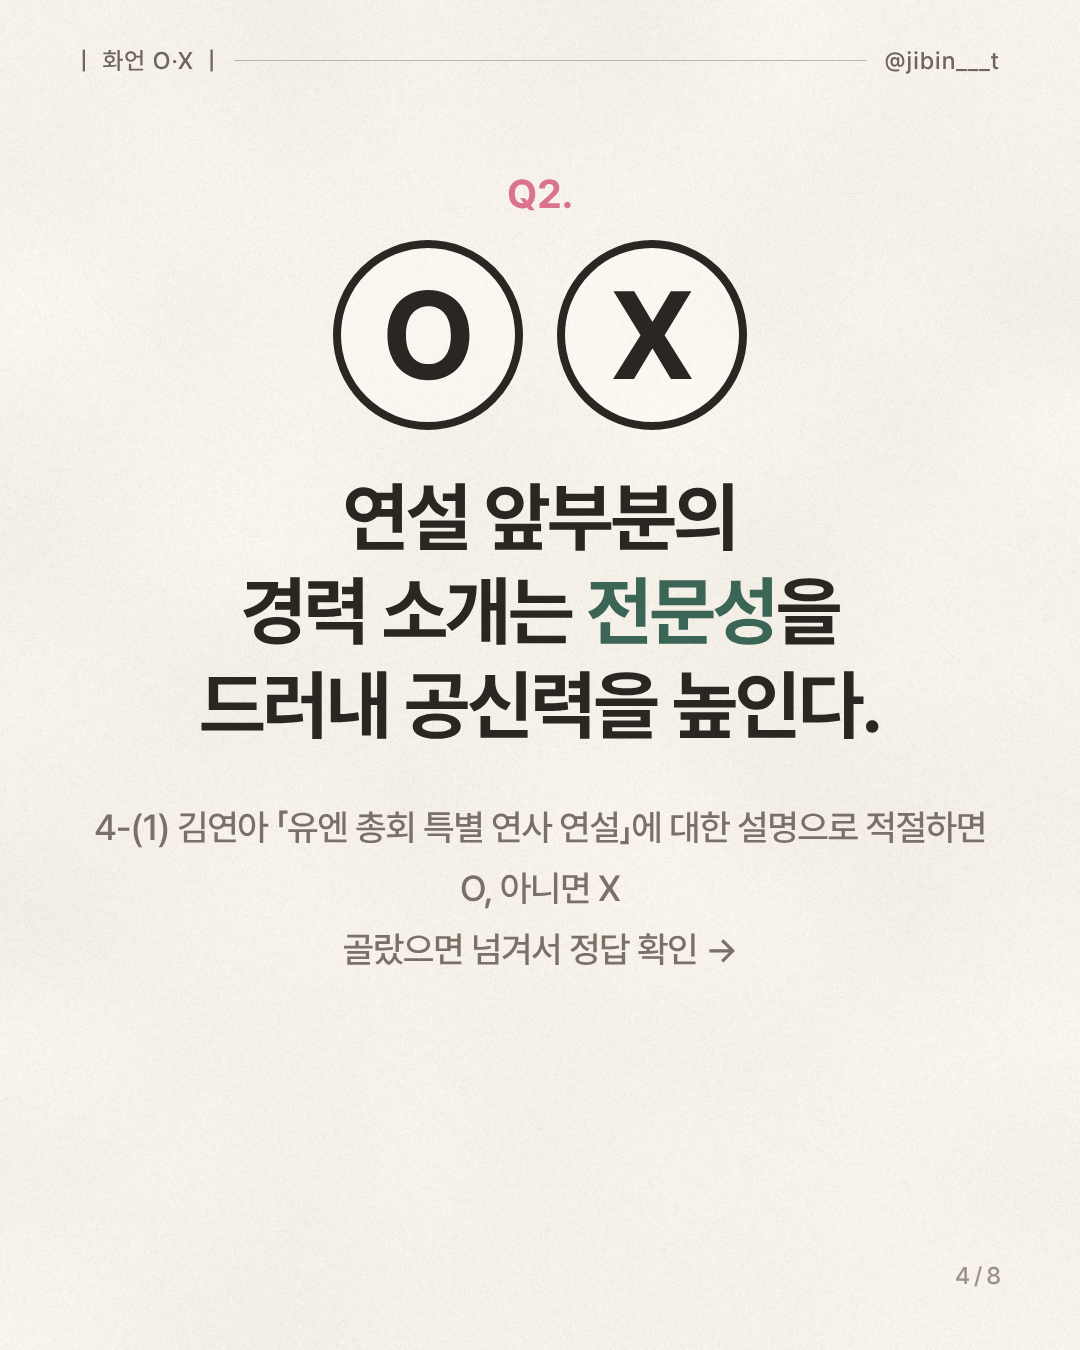 | 화언 O·X |
@jibin___t
Q2.
O X
연설 앞부분의
경력 소개는 전문성을
드러내 공신력을 높인다.
4-(1) 김연아 「유엔 총회 특별 연사 연설」에 대한 설명으로 적절하면
O, 아니면 X
골랐으면 넘겨서 정답 확인 →
4 / 8